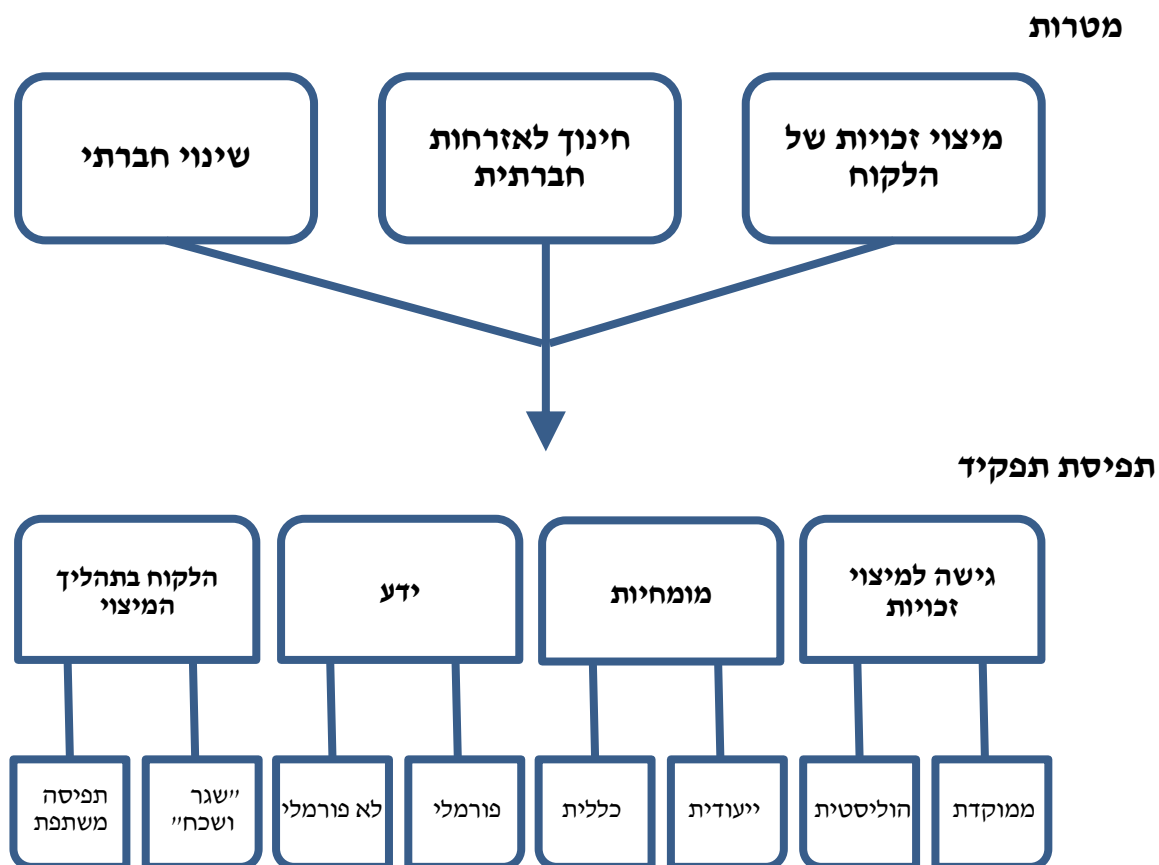 מטרות
מיצוי זכויות של
הלקוח
חינוך לאזרחות
חברתית
שינוי חברתי
תפיסת תפקיד
גישה למיצוי
זכויות
מומחיות
ידע
הלקוח בתהליך
המיצוי
ממוקדת
הוליסטית
ייעודית
כללית
פורמלי
לא פורמלי
״שגר
ושכח״
תפיסה
משתפת